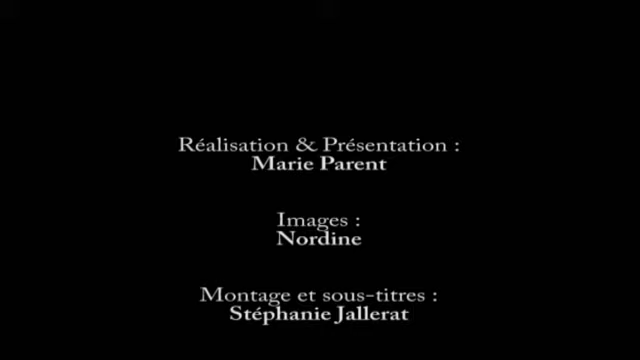 Réalisation & Présentation :
Marie Parent
Images :
Nordine
Montage et sous-titres :
Stéphanie Jallerat